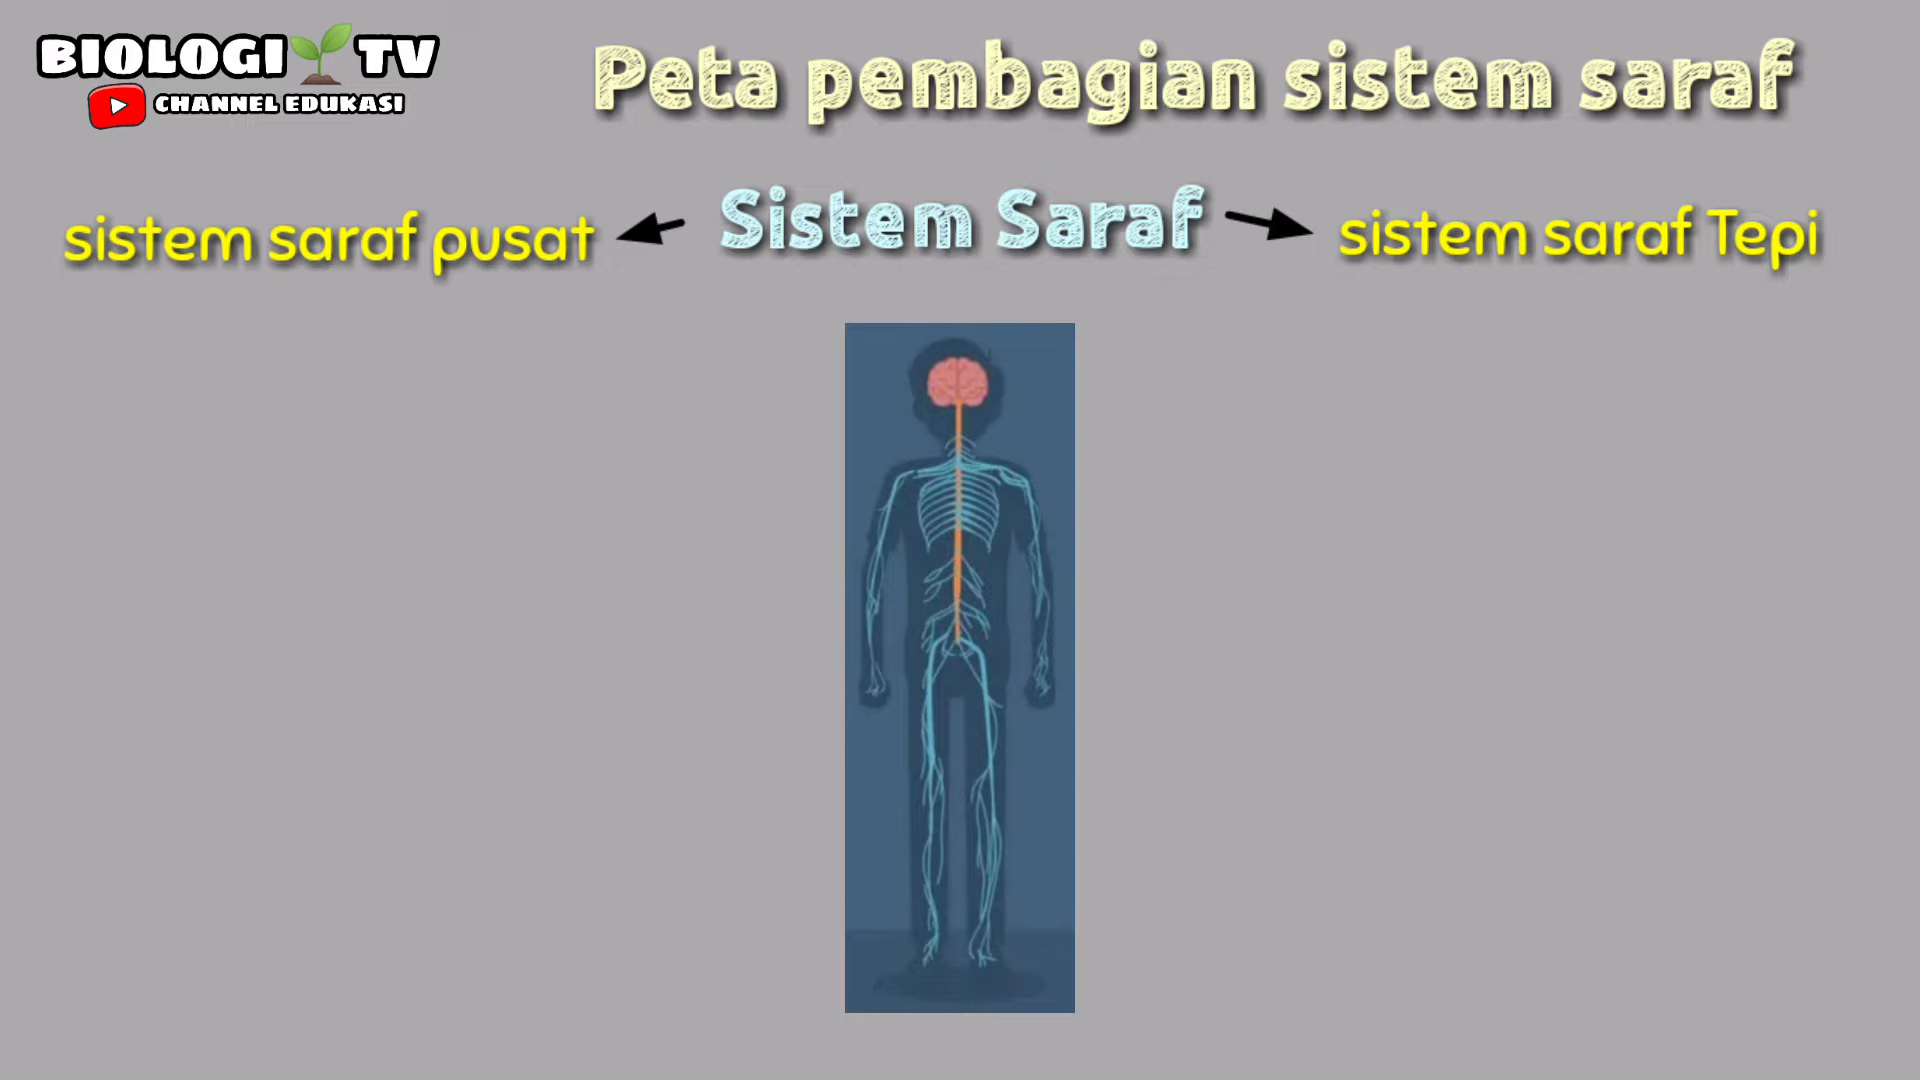 BIOLOGI TV
CHANNEL EDUKASI
Peta pembagian sistem saraf
sistem saraf pusat
Sistem Saraf
sistem saraf Tepi